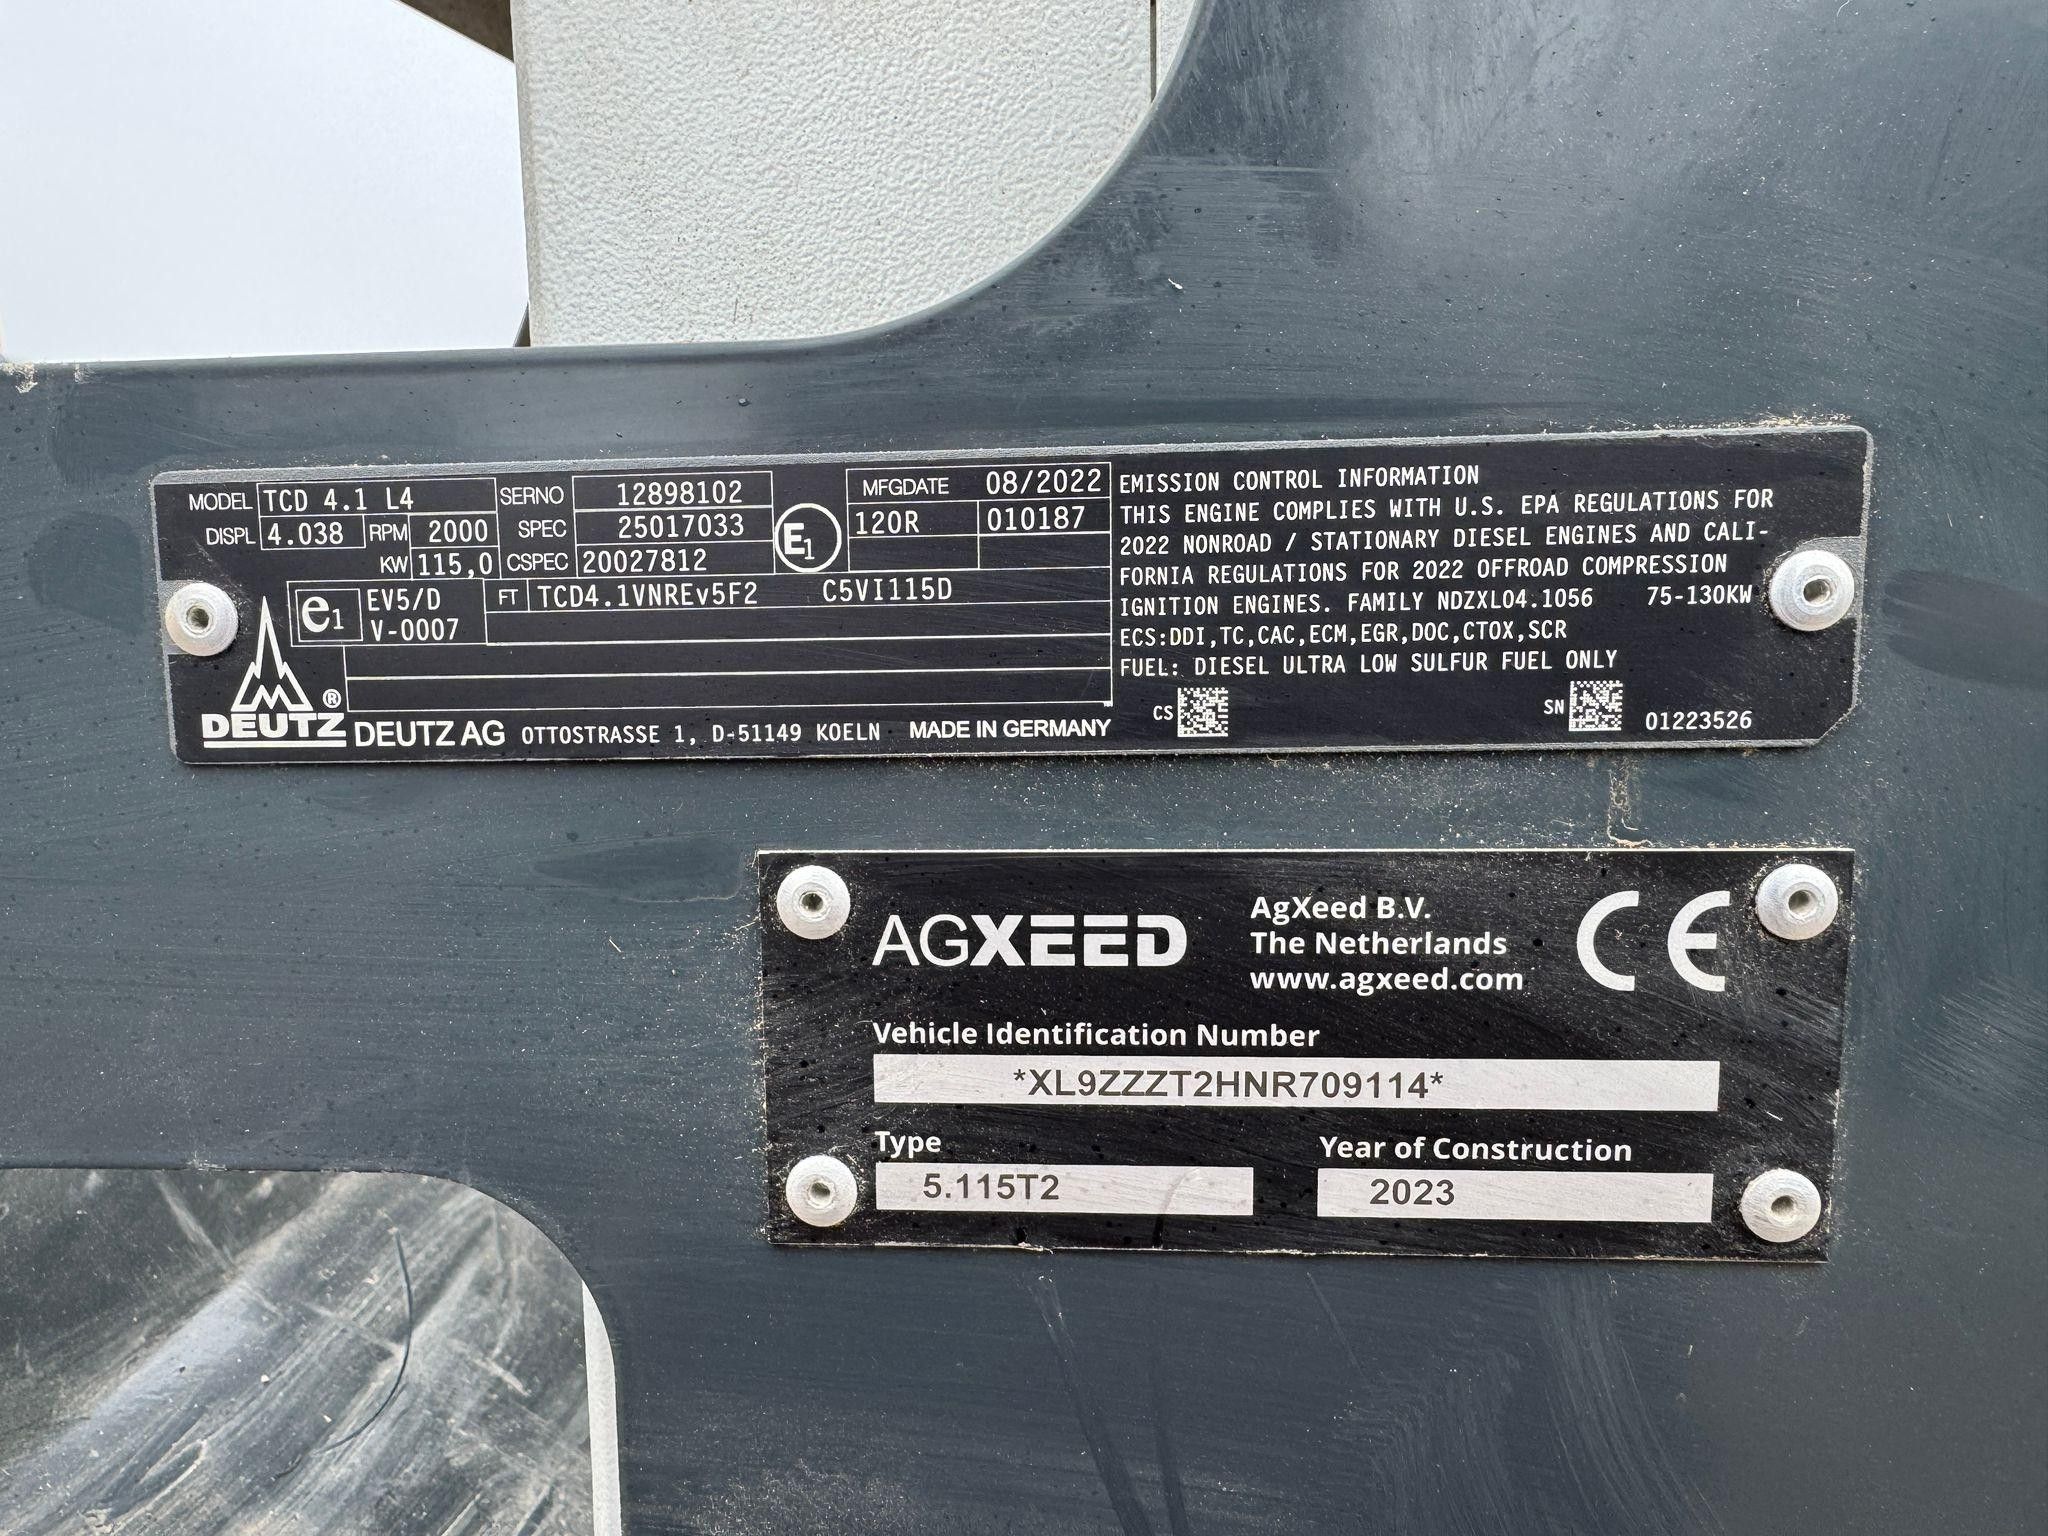 MODEL TCD 4.1 L4 SERNO 12898102 MFGDATE 08/2022
DISPL 4.038 RPM 2000 SPEC 25017033 E1 120R 010187
KW 115,0 CSPEC 20027812
e1 EV5/D FT TCD4.1VNREv5F2 C5VI115D
V-0007
DEUTZ® DEUTZ AG OTTOSTRASSE 1, D-51149 KOELN MADE IN GERMANY
EMISSION CONTROL INFORMATION
THIS ENGINE COMPLIES WITH U.S. EPA REGULATIONS FOR
2022 NONROAD / STATIONARY DIESEL ENGINES AND CALI-
FORNIA REGULATIONS FOR 2022 OFFROAD COMPRESSION
IGNITION ENGINES. FAMILY NDZXL04.1056 75-130KW
ECS:DDI,TC,CAC,ECM,EGR,DOC,CTOX,SCR
FUEL: DIESEL ULTRA LOW SULFUR FUEL ONLY
CS SN 01223526
AGXEED
AgXeed B.V.
The Netherlands
www.agxeed.com
CE
Vehicle Identification Number
*XL9ZZZT2HNR709114*
Type Year of Construction
5.115T2 2023